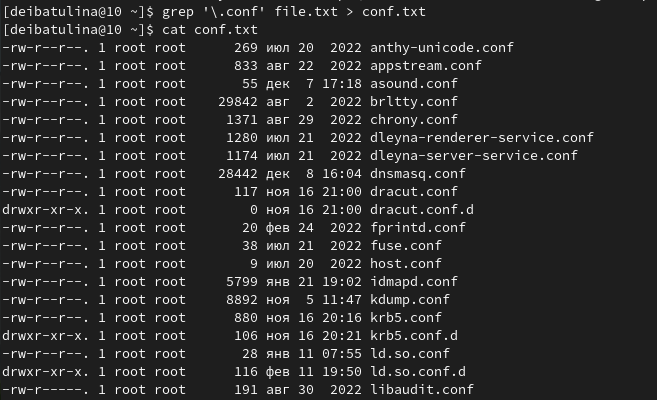 [deibatulina@10 ~]$ grep '\.conf' file.txt > conf.txt
[deibatulina@10 ~]$ cat conf.txt
-rw-r--r--. 1 root root      269 июл 20  2022 anthy-unicode.conf
-rw-r--r--. 1 root root      833 авг 22  2022 appstream.conf
-rw-r--r--. 1 root root       55 дек  7 17:18 asound.conf
-rw-r--r--. 1 root root    29842 авг  2  2022 brltty.conf
-rw-r--r--. 1 root root     1371 авг 29  2022 chrony.conf
-rw-r--r--. 1 root root     1280 июл 21  2022 dleyna-renderer-service.conf
-rw-r--r--. 1 root root     1174 июл 21  2022 dleyna-server-service.conf
-rw-r--r--. 1 root root    28442 дек  8 16:04 dnsmasq.conf
-rw-r--r--. 1 root root      117 ноя 16 21:00 dracut.conf
drwxr-xr-x. 1 root root        0 ноя 16 21:00 dracut.conf.d
-rw-r--r--. 1 root root       20 фев 24  2022 fprintd.conf
-rw-r--r--. 1 root root       38 июл 21  2022 fuse.conf
-rw-r--r--. 1 root root        9 июл 20  2022 host.conf
-rw-r--r--. 1 root root     5799 янв 21 19:02 idmapd.conf
-rw-r--r--. 1 root root     8892 ноя  5 11:47 kdump.conf
-rw-r--r--. 1 root root      880 ноя 16 20:16 krb5.conf
drwxr-xr-x. 1 root root      106 ноя 16 20:21 krb5.conf.d
-rw-r--r--. 1 root root       28 янв 11 07:55 ld.so.conf
drwxr-xr-x. 1 root root      116 фев 11 19:50 ld.so.conf.d
-rw-r-----. 1 root root      191 авг 30  2022 libaudit.conf